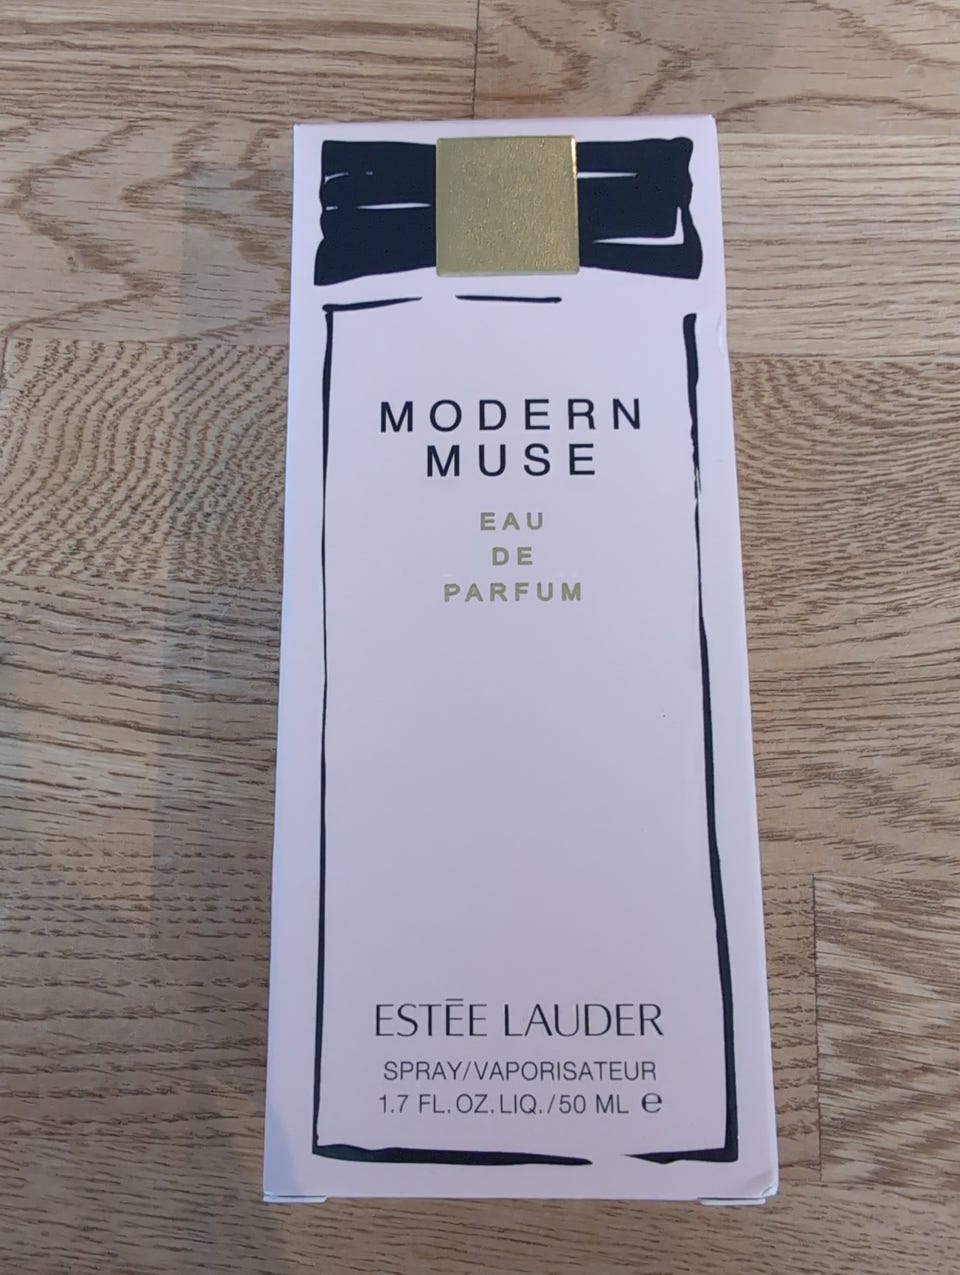 MODERN
MUSE
EAU
DE
PARFUM
ESTĒE LAUDER
SPRAY/VAPORISATEUR
1.7 FL.OZ.LIQ./50 ML ℮